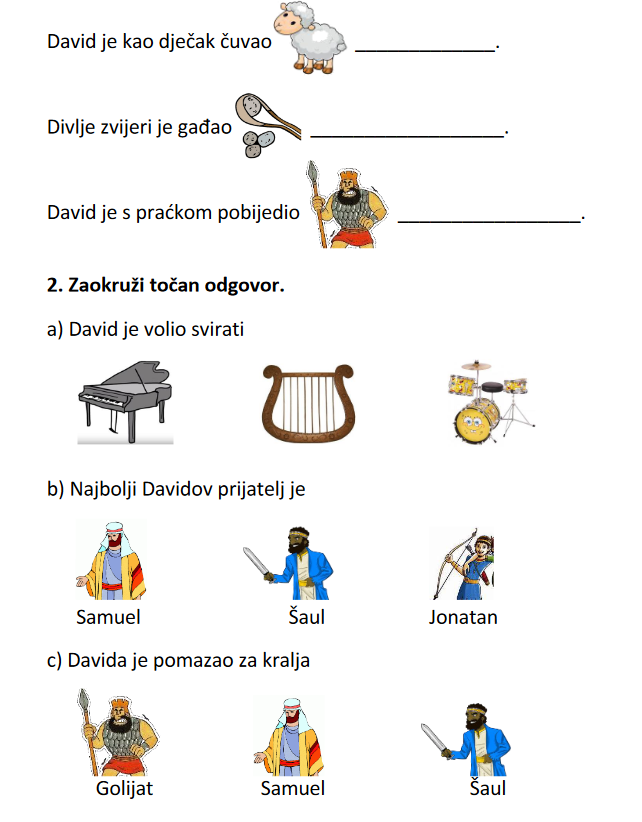 David je kao dječak čuvao _____________.
Divlje zvijeri je gađao __________________.
David je s praćkom pobijedio _________________.
2. Zaokruži točan odgovor.
a) David je volio svirati
b) Najbolji Davidov prijatelj je
Samuel Šaul Jonatan
c) Davida je pomazao za kralja
Golijat Samuel Šaul